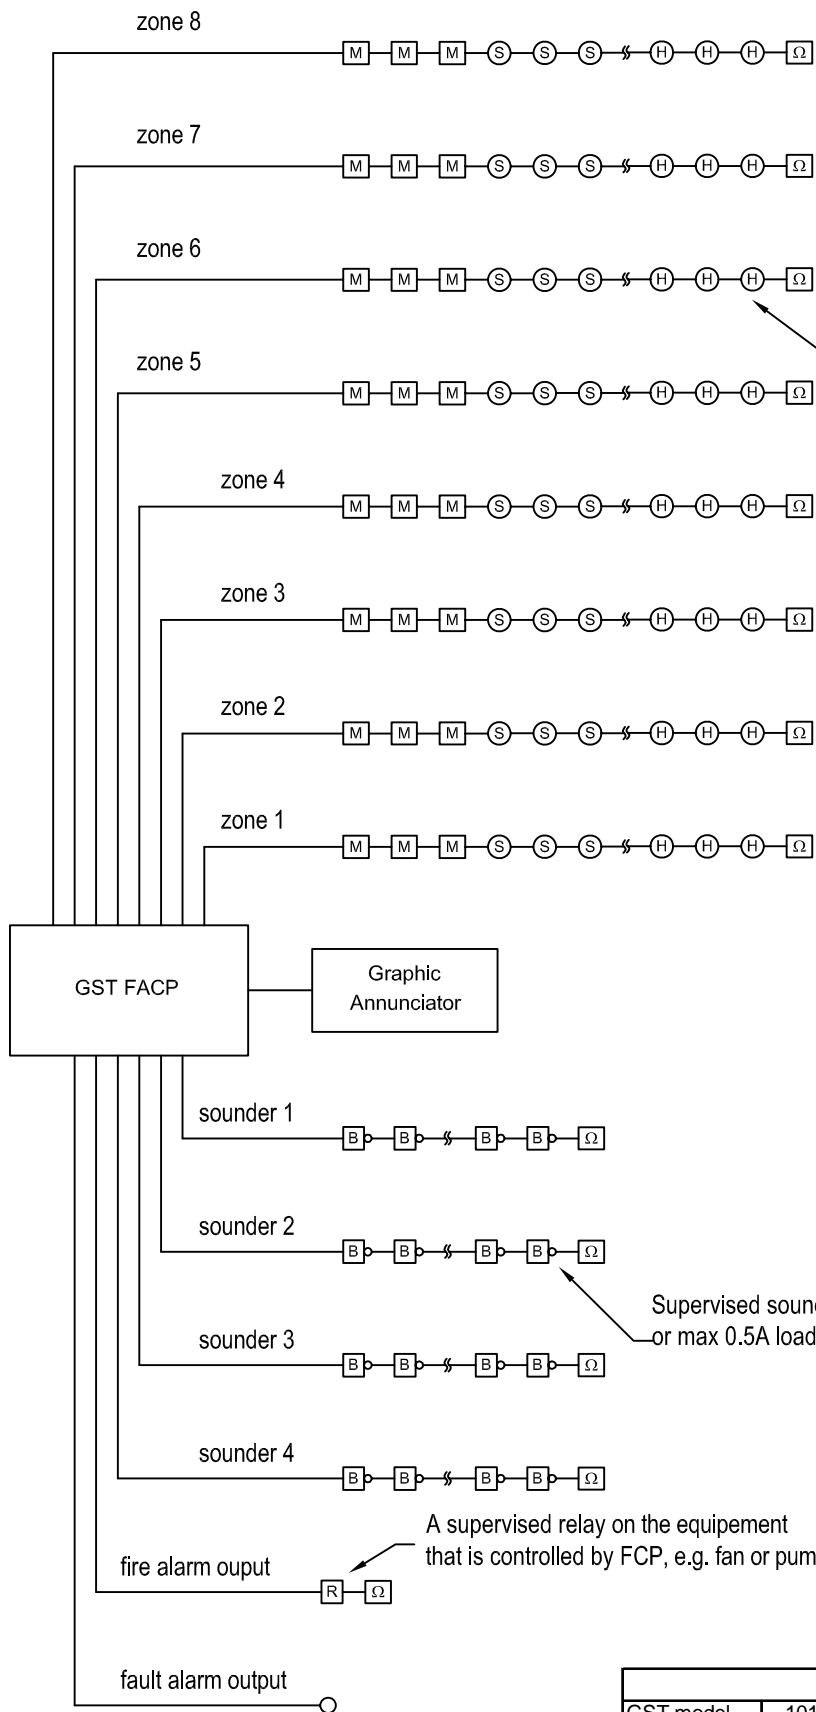 zone 8
M M M S S S H H H Ω
zone 7
M M M S S S H H H Ω
zone 6
M M M S S S H H H Ω
zone 5
M M M S S S H H H Ω
zone 4
M M M S S S H H H Ω
zone 3
M M M S S S H H H Ω
zone 2
M M M S S S H H H Ω
zone 1
M M M S S S H H H Ω
GST FACP
Graphic
Annunciator
sounder 1
B B B B Ω
sounder 2
B B B B Ω
Supervised
or max 0.5A load
sounder 3
B B B B Ω
sounder 4
B B B B Ω
A supervised relay on the equipement
that is controlled by FCP, e.g. fan or
fire alarm ouput
R Ω
fault alarm output
GST model